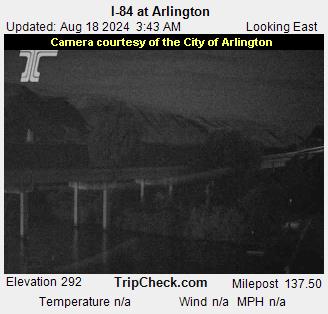 I-84 at Arlington
Updated: Aug 18 2024 3:43 AM Looking East
Camera courtesy of the City of Arlington
Elevation 292 TripCheck.com Milepost 137.50
Temperature n/a Wind n/a MPH n/a